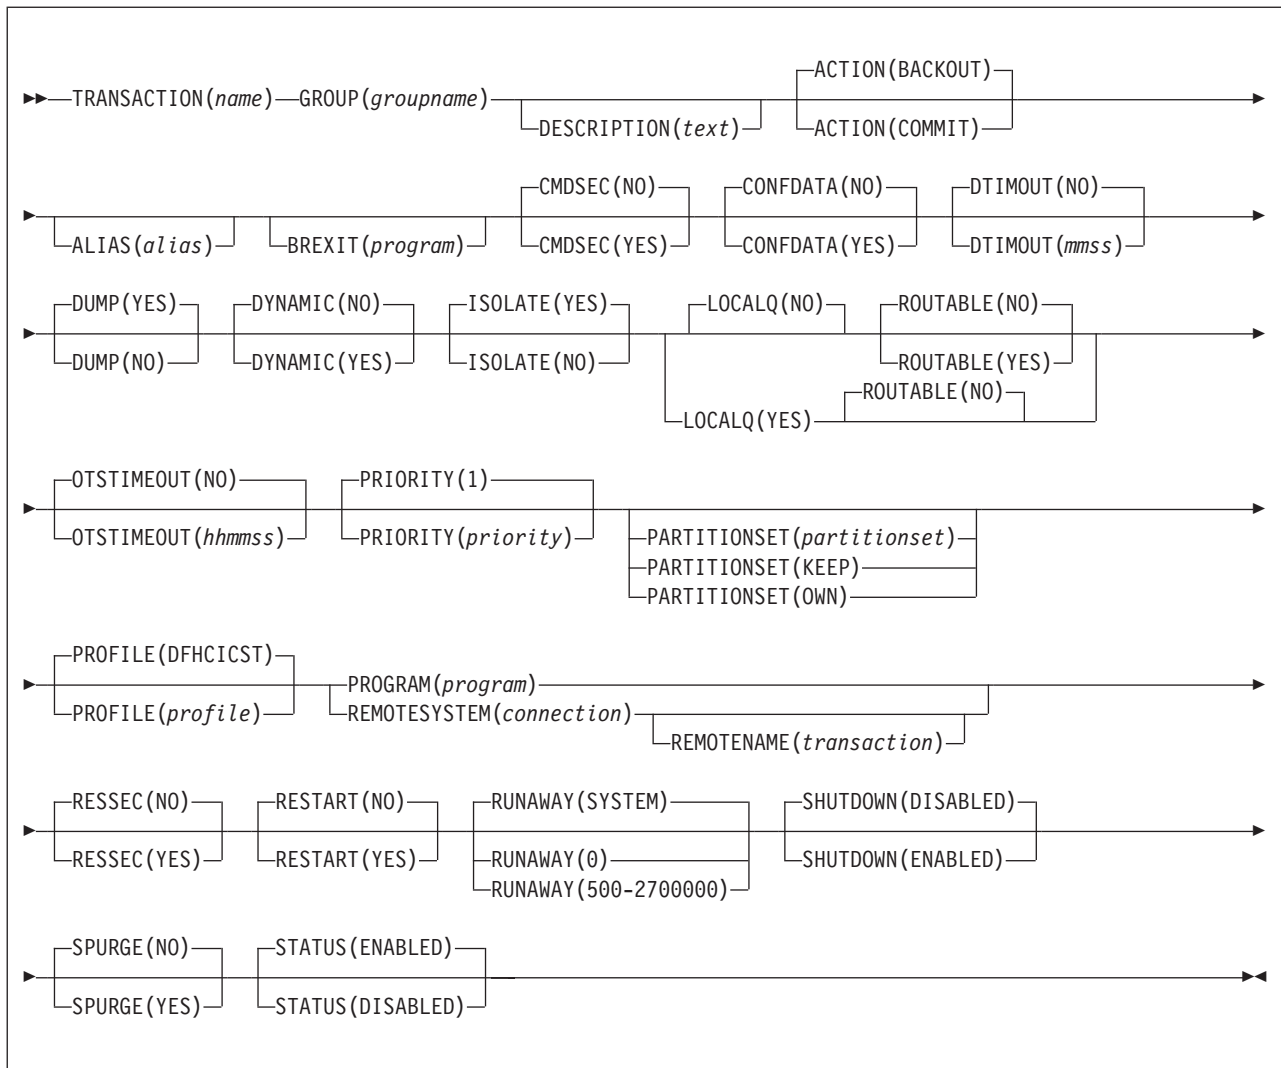 ACTION(BACKOUT)
TRANSACTION(name) GROUP(groupname)
DESCRIPTION(text) ACTION(COMMIT)
CMDSEC(NO) CONFDATA(NO) DTIMOUT(NO)
ALIAS(alias) BREXIT(program) CMDSEC(YES) CONFDATA(YES) DTIMOUT(mmss)
DUMP(YES) DYNAMIC(NO) ISOLATE(YES) LOCALQ(NO) ROUTABLE(NO)
DUMP(NO) DYNAMIC(YES) ISOLATE(NO) ROUTABLE(YES)
ROUTABLE(NO)
LOCALQ(YES)
OTSTIMEOUT(NO) PRIORITY(1)
OTSTIMEOUT(hhmmss) PRIORITY(priority) PARTITIONSET(partitionset)
PARTITIONSET(KEEP)
PARTITIONSET(OWN)
PROFILE(DFHCICST) PROGRAM(program)
PROFILE(profile) REMOTESYSTEM(connection)
REMOTENAME(transaction)
RESSEC(NO) RESTART(NO) RUNAWAY(SYSTEM) SHUTDOWN(DISABLED)
RESSEC(YES) RESTART(YES) RUNAWAY(0) SHUTDOWN(ENABLED)
RUNAWAY(500-2700000)
SPURGE(NO) STATUS(ENABLED)
SPURGE(YES) STATUS(DISABLED)